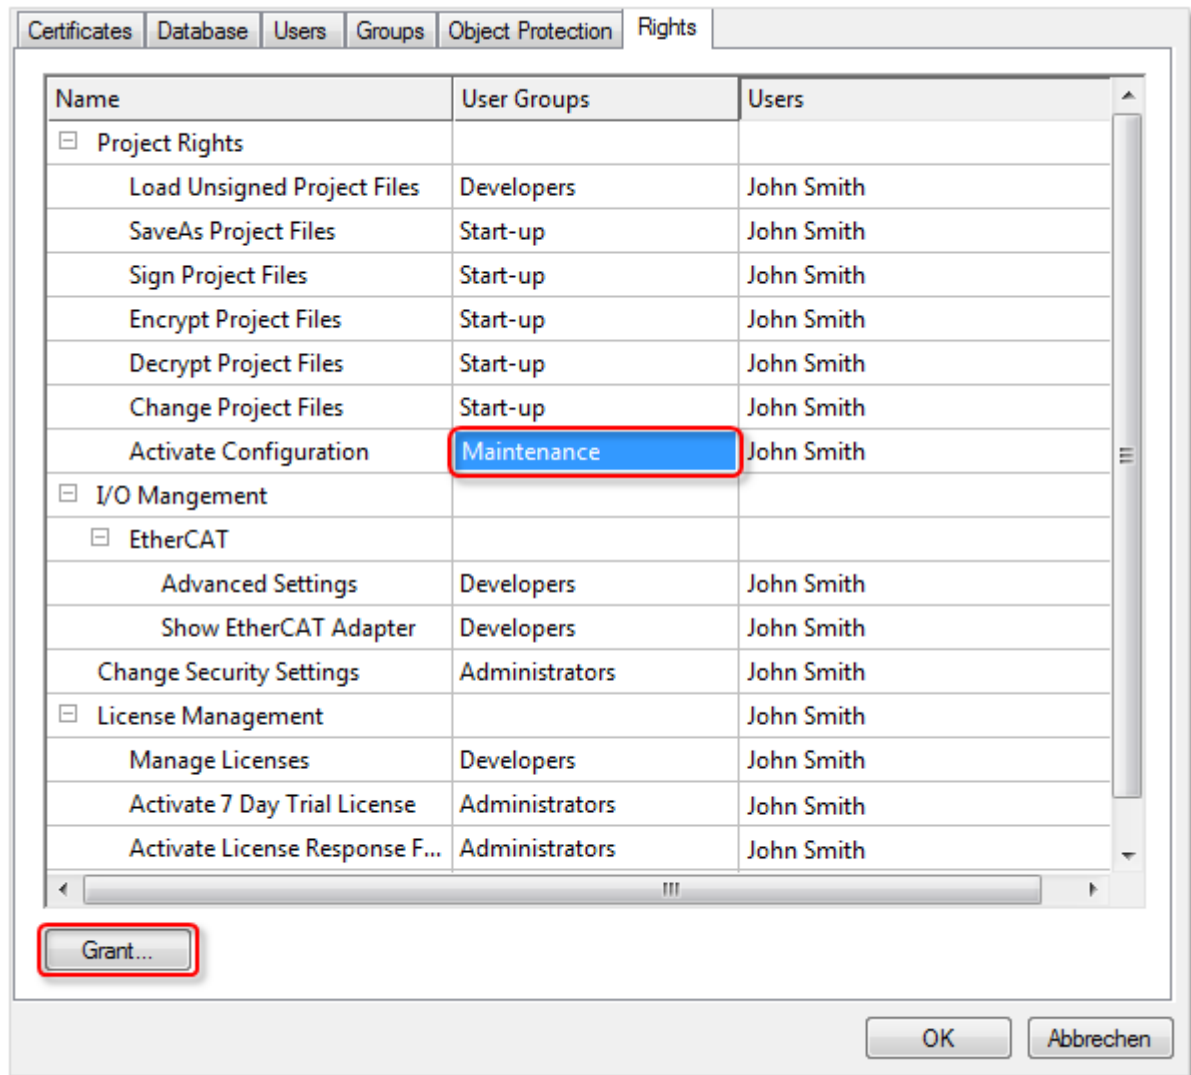 Certificates Database Users Groups Object Protection Rights
Name User Groups Users
Project Rights
Load Unsigned Project Files Developers John Smith
SaveAs Project Files Start-up John Smith
Sign Project Files Start-up John Smith
Encrypt Project Files Start-up John Smith
Decrypt Project Files Start-up John Smith
Change Project Files Start-up John Smith
Activate Configuration Maintenance John Smith
I/O Mangement
EtherCAT
Advanced Settings Developers John Smith
Show EtherCAT Adapter Developers John Smith
Change Security Settings Administrators John Smith
License Management John Smith
Manage Licenses Developers John Smith
Activate 7 Day Trial License Administrators John Smith
Activate License Response F... Administrators John Smith
Grant...
OK Abbrechen